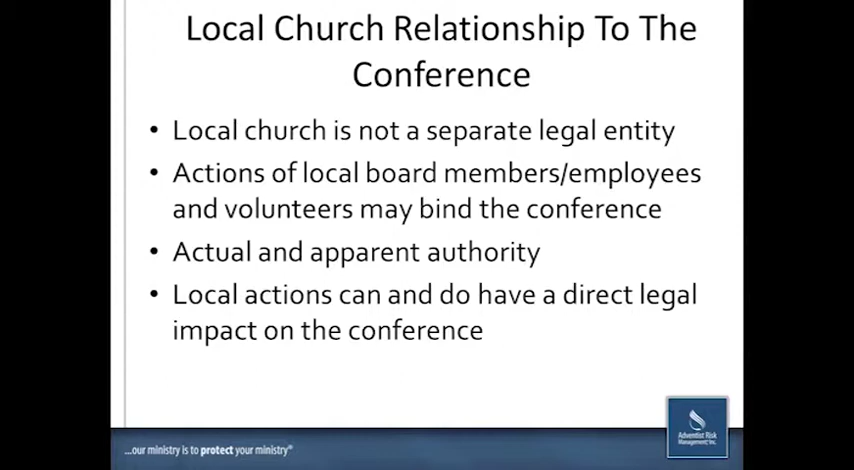 Local Church Relationship To The
Conference
• Local church is not a separate legal entity
• Actions of local board members/employees
and volunteers may bind the conference
• Actual and apparent authority
• Local actions can and do have a direct legal
impact on the conference
Adventist Risk
Management, Inc.
...our ministry is to protect your ministry®